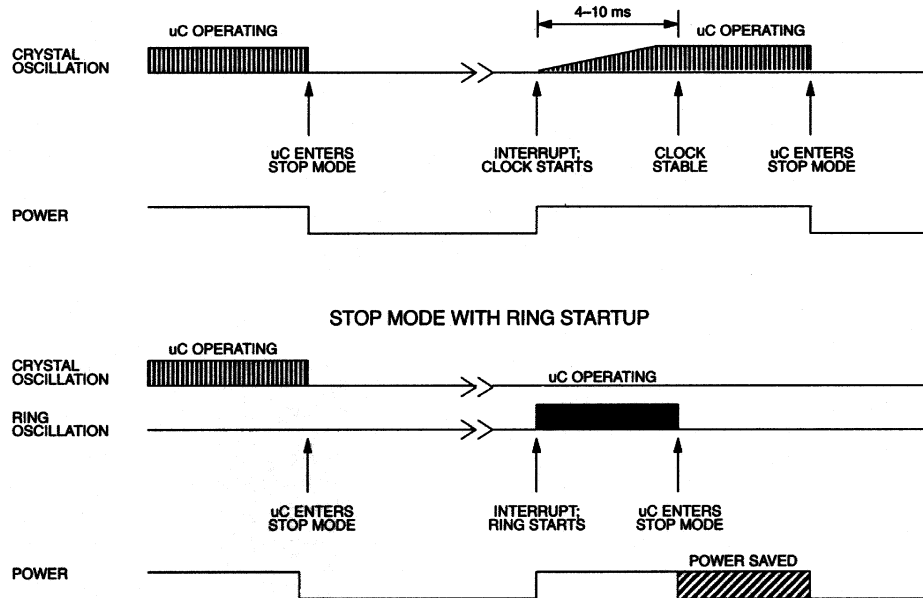 4–10 ms
uC OPERATING
uC OPERATING
CRYSTAL
OSCILLATION
uC ENTERS
STOP MODE
INTERRUPT;
CLOCK STARTS
CLOCK
STABLE
uC ENTERS
STOP MODE
POWER
STOP MODE WITH RING STARTUP
uC OPERATING
CRYSTAL
OSCILLATION
uC OPERATING
RING
OSCILLATION
uC ENTERS
STOP MODE
INTERRUPT;
RING STARTS
uC ENTERS
STOP MODE
POWER SAVED
POWER